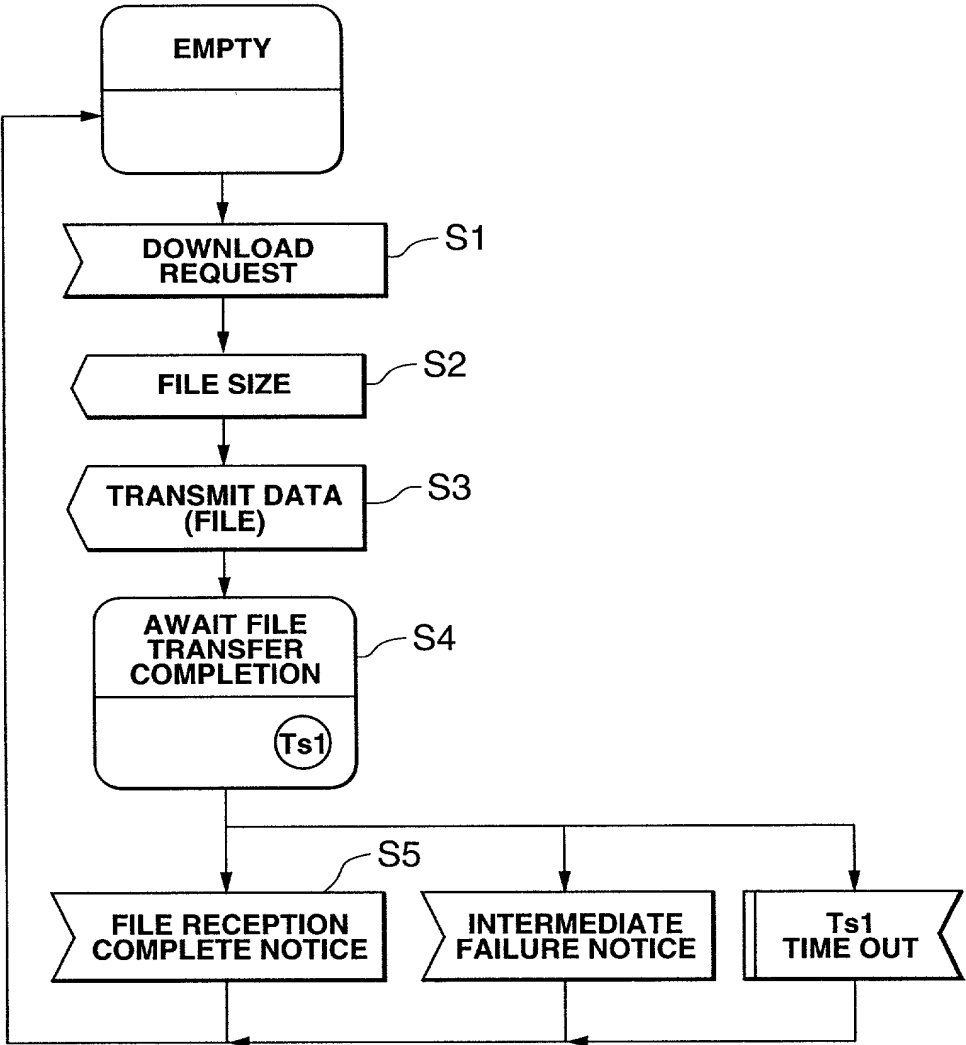 EMPTY
DOWNLOAD
REQUEST
S1
FILE SIZE
S2
TRANSMIT DATA
(FILE)
S3
AWAIT FILE
TRANSFER
COMPLETION
S4
Ts1
S5
FILE RECEPTION
COMPLETE NOTICE
INTERMEDIATE
FAILURE NOTICE
Ts1
TIME OUT